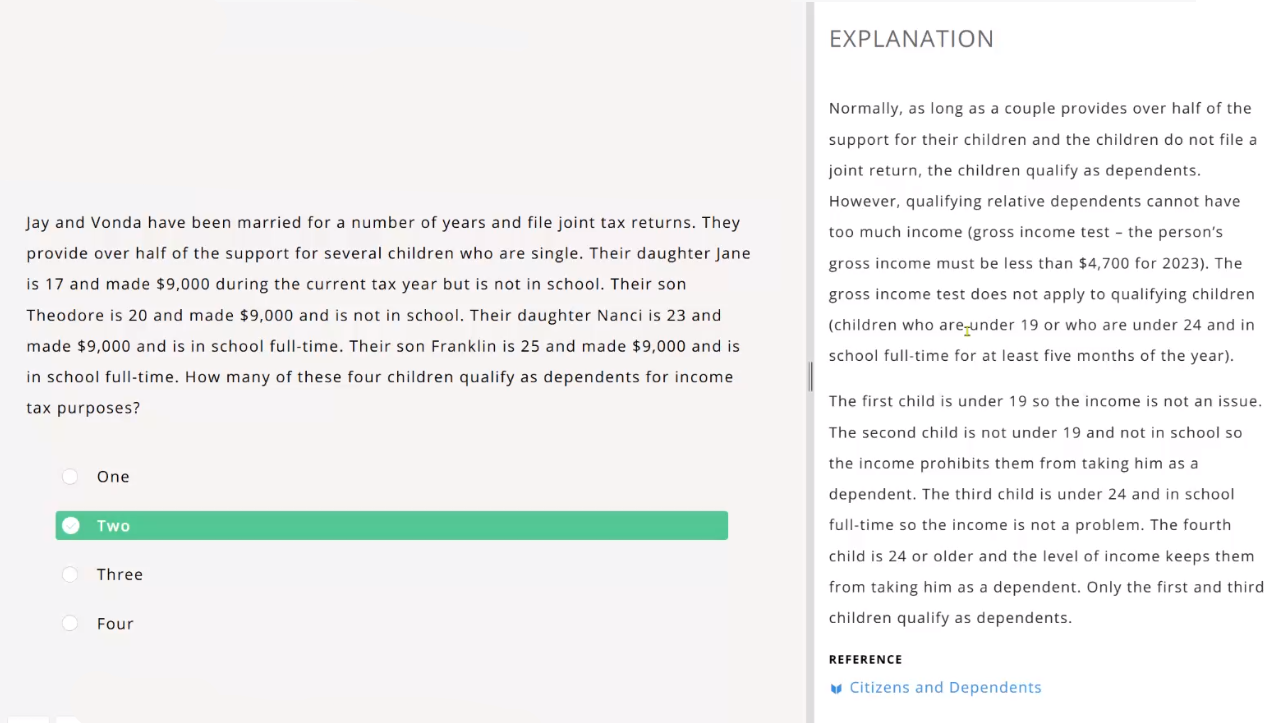 Jay and Vonda have been married for a number of years and file joint tax returns. They
provide over half of the support for several children who are single. Their daughter Jane
is 17 and made $9,000 during the current tax year but is not in school. Their son
Theodore is 20 and made $9,000 and is not in school. Their daughter Nanci is 23 and
made $9,000 and is in school full-time. Their son Franklin is 25 and made $9,000 and is
in school full-time. How many of these four children qualify as dependents for income
tax purposes?
One
Two
Three
Four
EXPLANATION
Normally, as long as a couple provides over half of the
support for their children and the children do not file a
joint return, the children qualify as dependents.
However, qualifying relative dependents cannot have
too much income (gross income test – the person's
gross income must be less than $4,700 for 2023). The
gross income test does not apply to qualifying children
(children who are under 19 or who are under 24 and in
school full-time for at least five months of the year).
The first child is under 19 so the income is not an issue.
The second child is not under 19 and not in school so
the income prohibits them from taking him as a
dependent. The third child is under 24 and in school
full-time so the income is not a problem. The fourth
child is 24 or older and the level of income keeps them
from taking him as a dependent. Only the first and third
children qualify as dependents.
REFERENCE
Citizens and Dependents